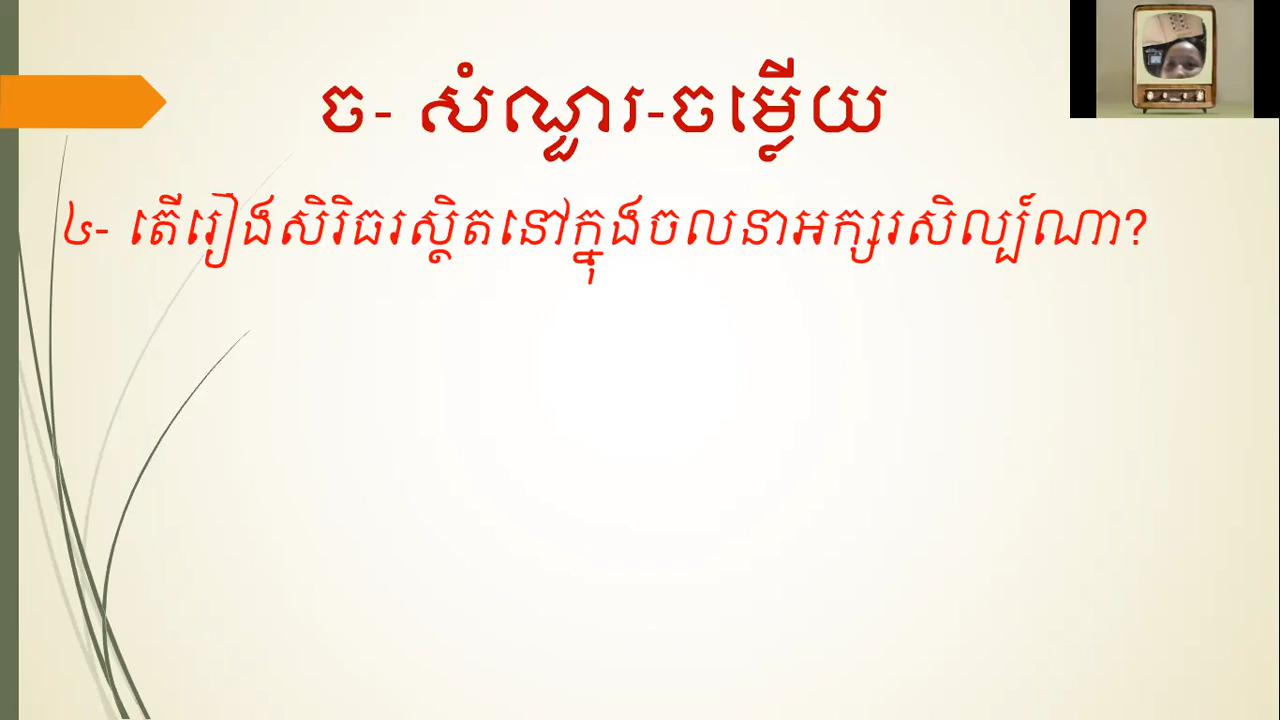 ច- សំណួរ-ចម្លើយ
៤- តើរឿងសិរិធរស្ថិតនៅក្នុងចលនាអក្សរសិល្ប៍ណា?